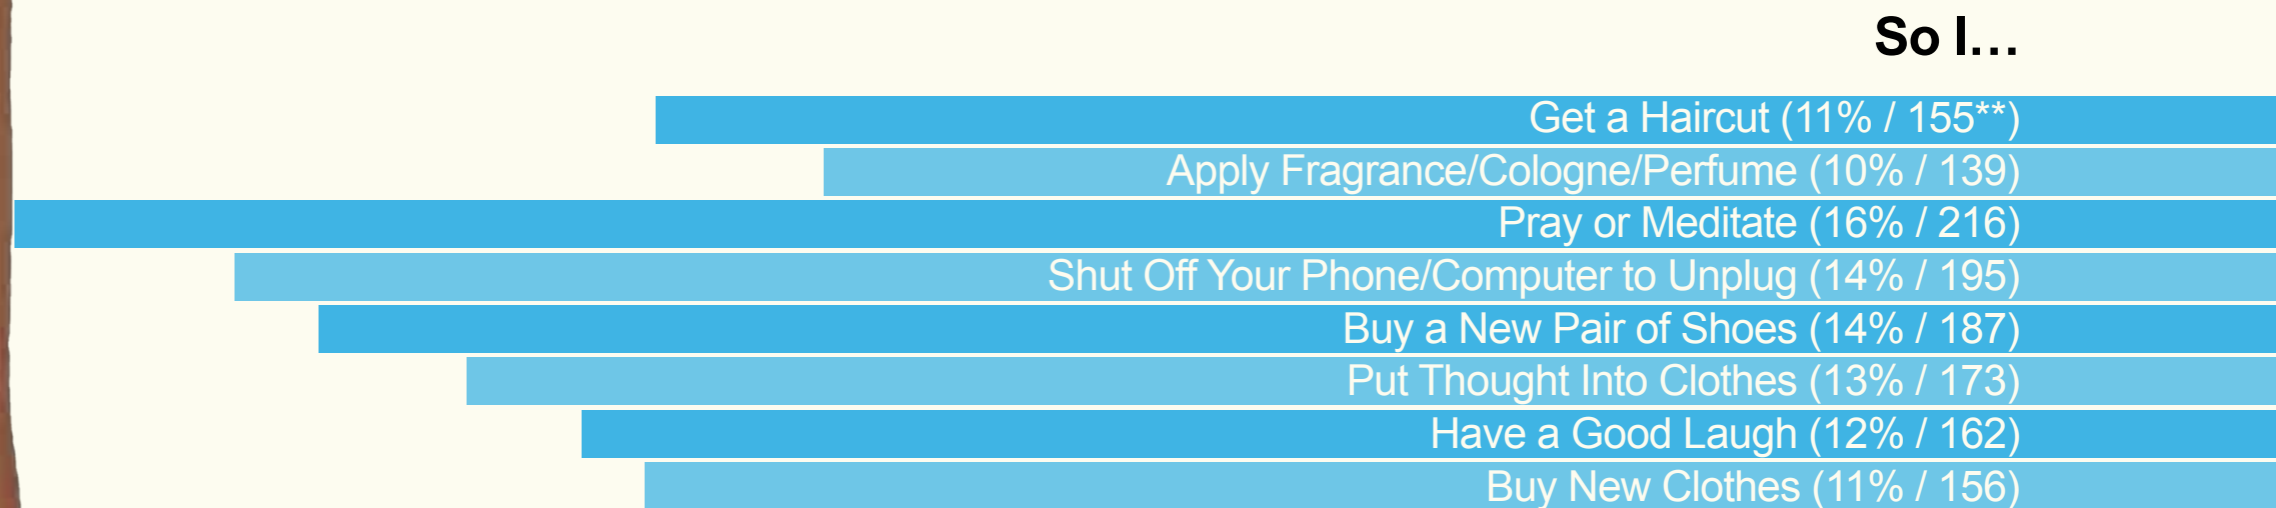 So I…
Get a Haircut (11% / 155**)
Apply Fragrance/Cologne/Perfume (10% / 139)
Pray or Meditate (16% / 216)
Shut Off Your Phone/Computer to Unplug (14% / 195)
Buy a New Pair of Shoes (14% / 187)
Put Thought Into Clothes (13% / 173)
Have a Good Laugh (12% / 162)
Buy New Clothes (11% / 156)